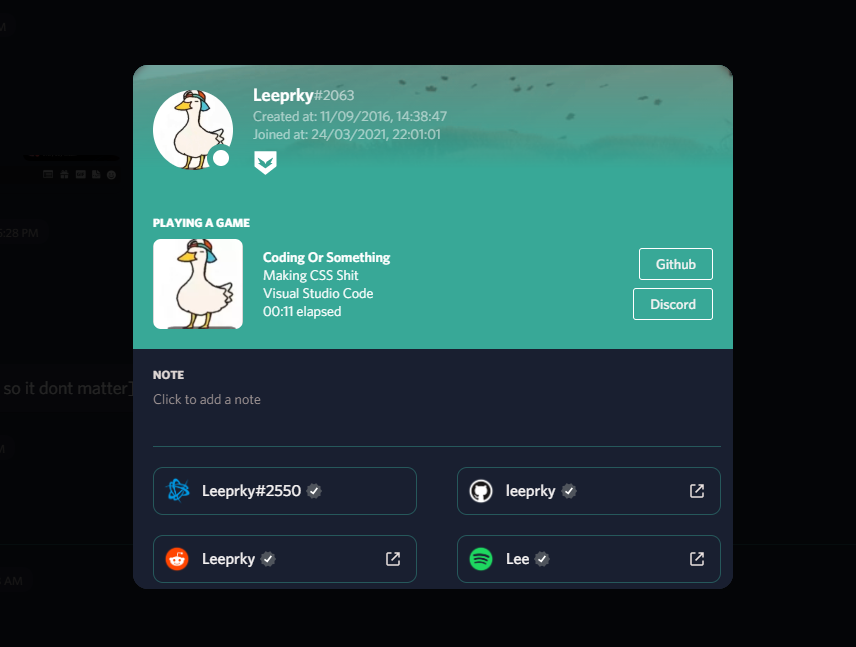 Leeprky#2063
Created at: 11/09/2016, 14:38:47
Joined at: 24/03/2021, 22:01:01
PLAYING A GAME
Coding Or Something
Making CSS Shit
Visual Studio Code
00:11 elapsed
Github
Discord
NOTE
Click to add a note
Leeprky#2550
leeprky
Leeprky
Lee
:28 PM
so it dont matter]
AM